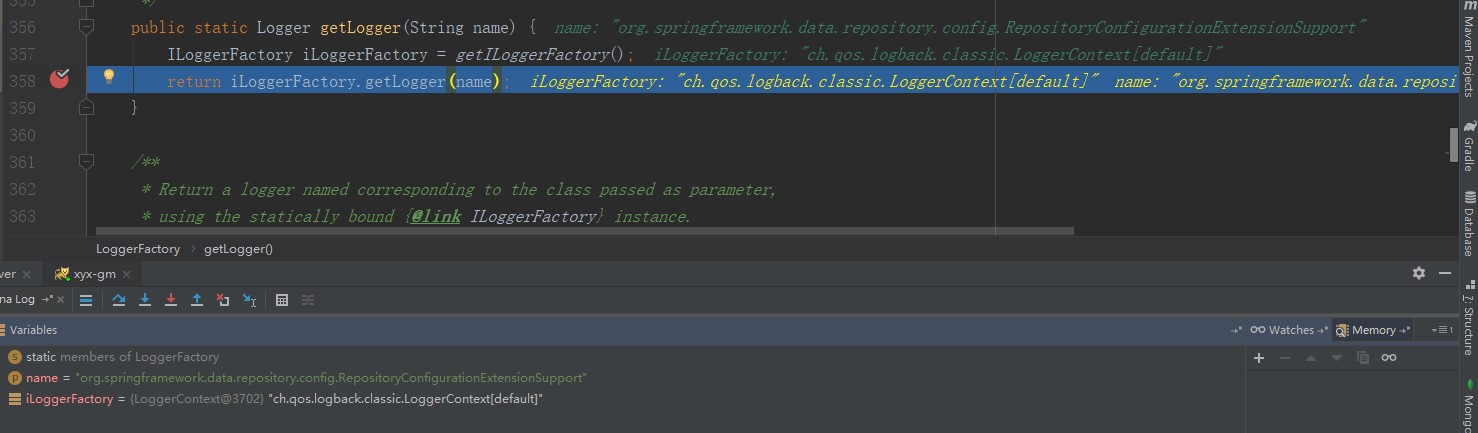 355 */
356 public static Logger getLogger(String name) { name: "org.springframework.data.repository.config.RepositoryConfigurationExtensionSupport"
357 ILoggerFactory iLoggerFactory = getILoggerFactory(); iLoggerFactory: "ch.qos.logback.classic.LoggerContext[default]"
358 return iLoggerFactory.getLogger(name); iLoggerFactory: "ch.qos.logback.classic.LoggerContext[default]" name: "org.springframework.data.reposi
359 }
360
361 /**
362 * Return a logger named corresponding to the class passed as parameter,
363 * using the statically bound {@link ILoggerFactory} instance.
LoggerFactory getLogger()
ver xyx-gm
na Log
Variables
Watches Memory 1
static members of LoggerFactory
name = "org.springframework.data.repository.config.RepositoryConfigurationExtensionSupport"
iLoggerFactory = {LoggerContext@3702} "ch.qos.logback.classic.LoggerContext[default]"
m Maven Projects
Gradle
Database
7: Structure
Mongo